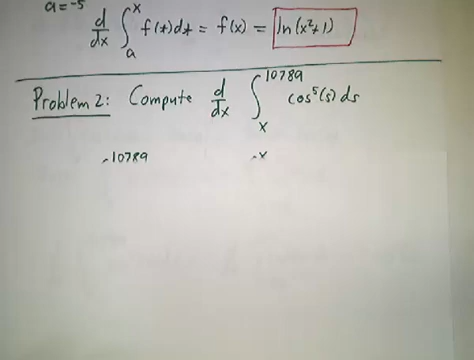 a = -5
d/dx ∫_a^x f(t)dt = f(x) = ln(x²+1)
Problem 2: Compute d/dx ∫_x^10789 cos⁵(s) ds
10789 x